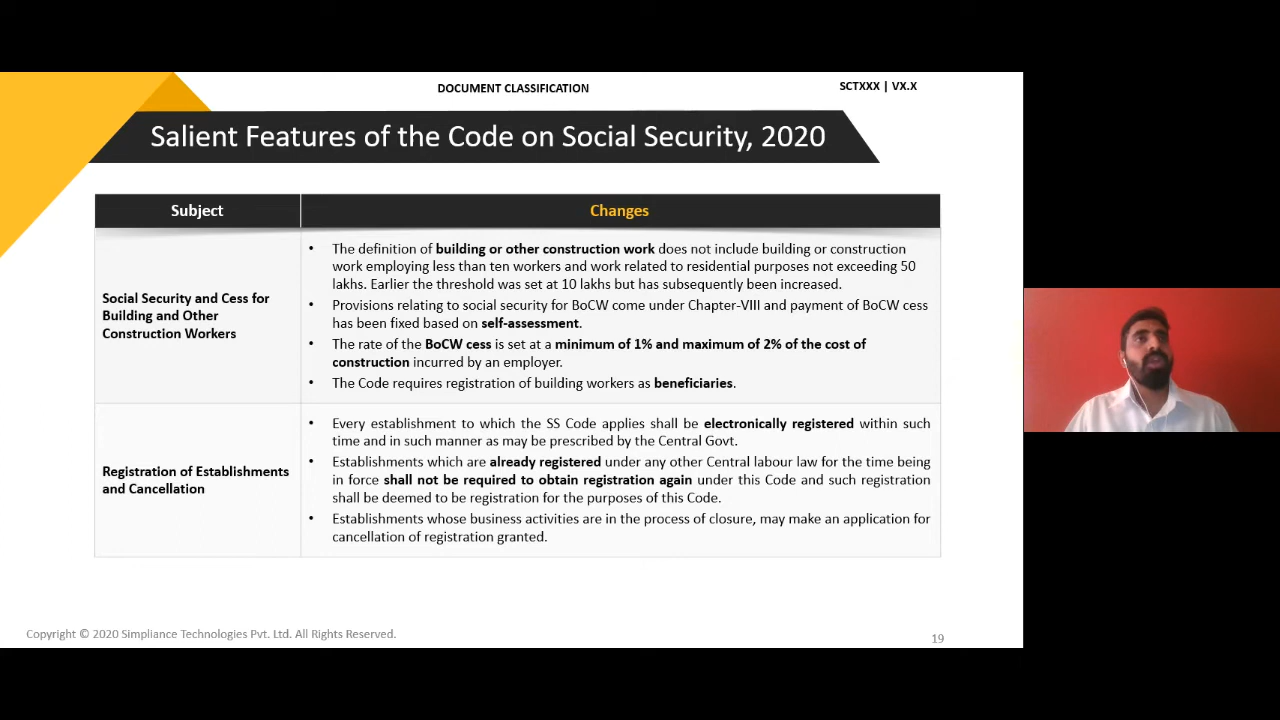 DOCUMENT CLASSIFICATION
SCTXXX | VX.X
Salient Features of the Code on Social Security, 2020
Subject
Changes
Social Security and Cess for
Building and Other
Construction Workers
• The definition of building or other construction work does not include building or construction
work employing less than ten workers and work related to residential purposes not exceeding 50
lakhs. Earlier the threshold was set at 10 lakhs but has subsequently been increased.
• Provisions relating to social security for BoCW come under Chapter-VIII and payment of BoCW cess
has been fixed based on self-assessment.
• The rate of the BoCW cess is set at a minimum of 1% and maximum of 2% of the cost of
construction incurred by an employer.
• The Code requires registration of building workers as beneficiaries.
Registration of Establishments
and Cancellation
• Every establishment to which the SS Code applies shall be electronically registered within such
time and in such manner as may be prescribed by the Central Govt.
• Establishments which are already registered under any other Central labour law for the time being
in force shall not be required to obtain registration again under this Code and such registration
shall be deemed to be registration for the purposes of this Code.
• Establishments whose business activities are in the process of closure, may make an application for
cancellation of registration granted.
Copyright © 2020 Simpliance Technologies Pvt. Ltd. All Rights Reserved.
19